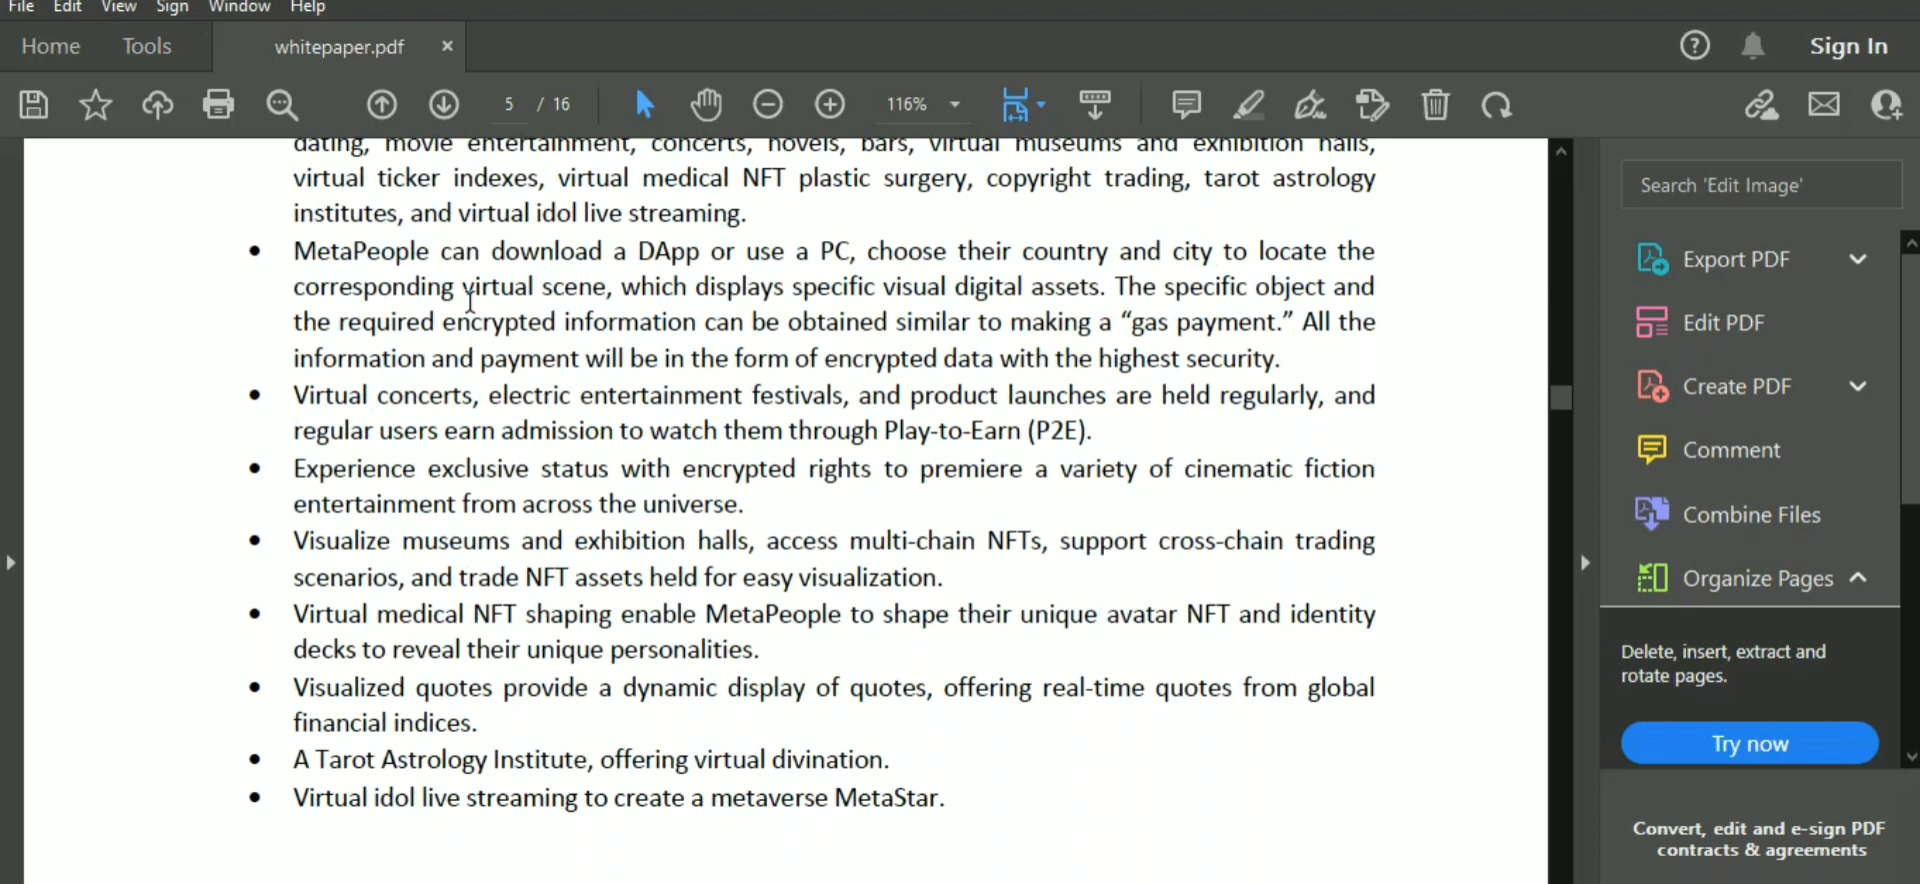 File Edit View Sign Window Help
Home Tools whitepaper.pdf × Sign In
5 / 16 116%
dating, movie entertainment, concerts, novels, bars, virtual museums and exhibition halls,
virtual ticker indexes, virtual medical NFT plastic surgery, copyright trading, tarot astrology
institutes, and virtual idol live streaming.
• MetaPeople can download a DApp or use a PC, choose their country and city to locate the
corresponding virtual scene, which displays specific visual digital assets. The specific object and
the required encrypted information can be obtained similar to making a “gas payment.” All the
information and payment will be in the form of encrypted data with the highest security.
• Virtual concerts, electric entertainment festivals, and product launches are held regularly, and
regular users earn admission to watch them through Play-to-Earn (P2E).
• Experience exclusive status with encrypted rights to premiere a variety of cinematic fiction
entertainment from across the universe.
• Visualize museums and exhibition halls, access multi-chain NFTs, support cross-chain trading
scenarios, and trade NFT assets held for easy visualization.
• Virtual medical NFT shaping enable MetaPeople to shape their unique avatar NFT and identity
decks to reveal their unique personalities.
• Visualized quotes provide a dynamic display of quotes, offering real-time quotes from global
financial indices.
• A Tarot Astrology Institute, offering virtual divination.
• Virtual idol live streaming to create a metaverse MetaStar.
Search 'Edit Image'
Export PDF
Edit PDF
Create PDF
Comment
Combine Files
Organize Pages
Delete, insert, extract and
rotate pages.
Try now
Convert, edit and e-sign PDF
contracts & agreements